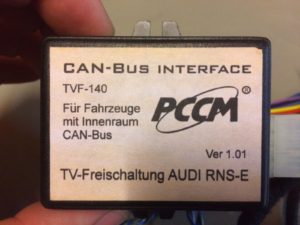 CAN-BUS INTERFACE
TVF-140
Für Fahrzeuge
mit Innenraum
CAN-Bus
PCCM®
Ver 1.01
TV-Freischaltung AUDI RNS-E